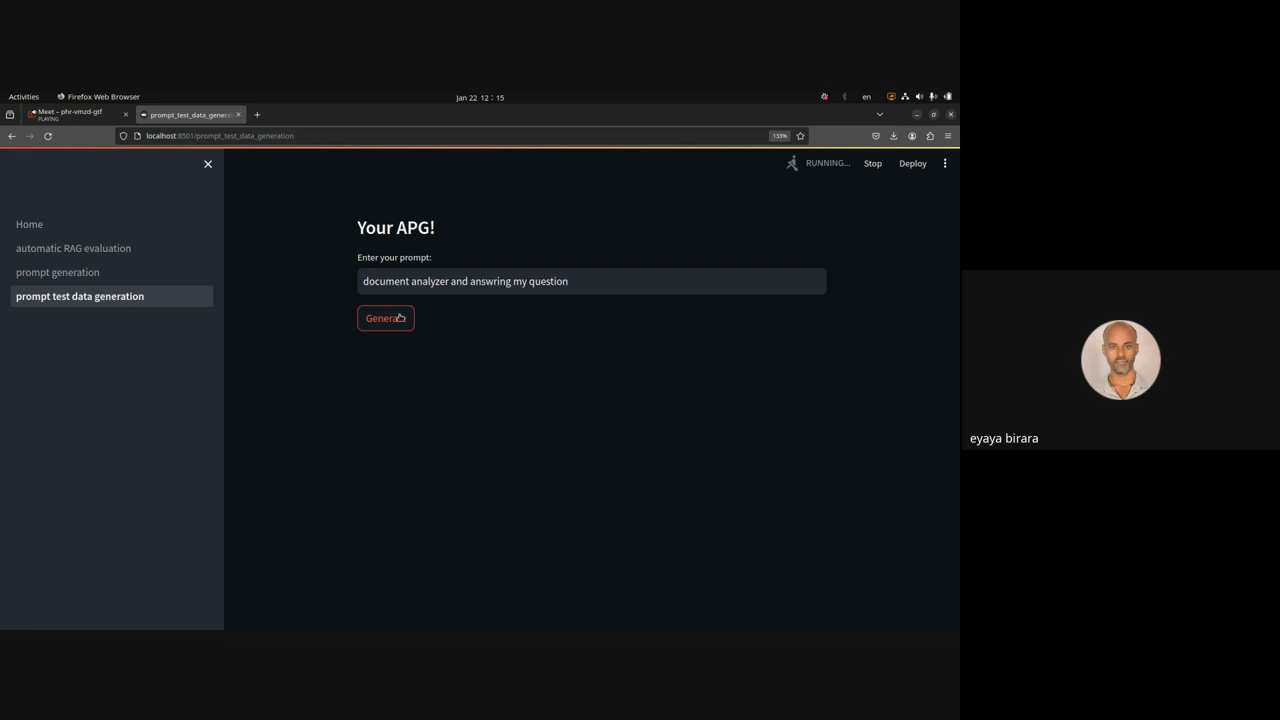 Activities
Firefox Web Browser
Jan 22 12:15
en
Meet – phr-vmzd-gtf
PLAYING
prompt_test_data_genera
localhost:8501/prompt_test_data_generation
133%
RUNNING...
Stop
Deploy
Home
automatic RAG evaluation
prompt generation
prompt test data generation
Your APG!
Enter your prompt:
document analyzer and answring my question
Genera
eyaya birara